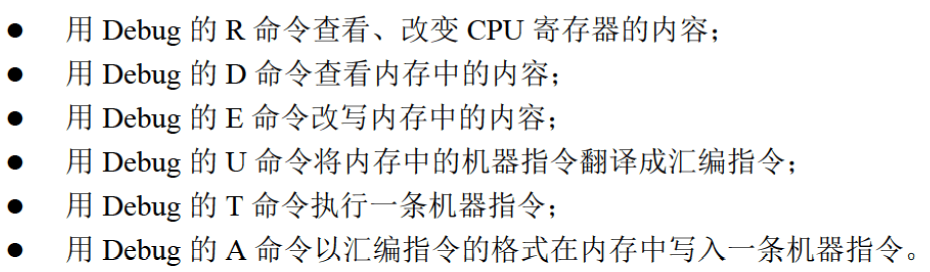 ● 用 Debug 的 R 命令查看、改变 CPU 寄存器的内容；
● 用 Debug 的 D 命令查看内存中的内容；
● 用 Debug 的 E 命令改写内存中的内容；
● 用 Debug 的 U 命令将内存中的机器指令翻译成汇编指令；
● 用 Debug 的 T 命令执行一条机器指令；
● 用 Debug 的 A 命令以汇编指令的格式在内存中写入一条机器指令。